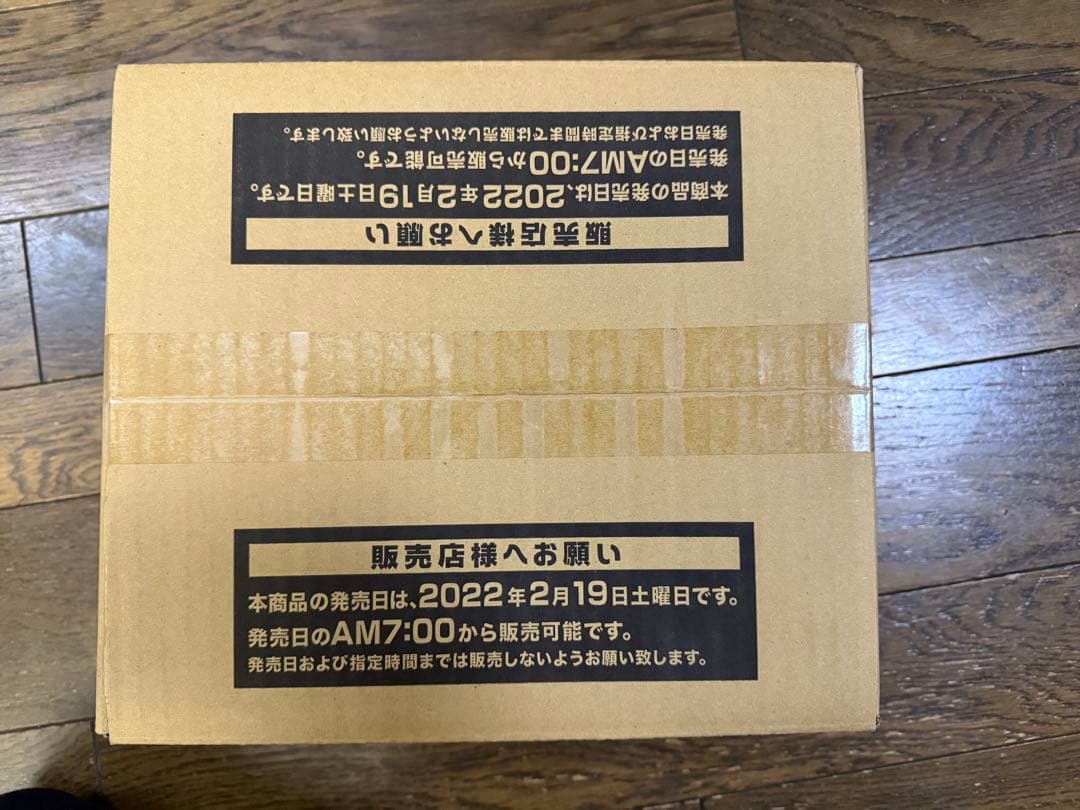 発売日および指定時間までは販売しないようお願い致します。
発売日のAM7:00から販売可能です。
本商品の発売日は、2022年2月19日土曜日です。
販売店様へお願い
販売店様へお願い
本商品の発売日は、2022年2月19日土曜日です。
発売日のAM7:00から販売可能です。
発売日および指定時間までは販売しないようお願い致します。